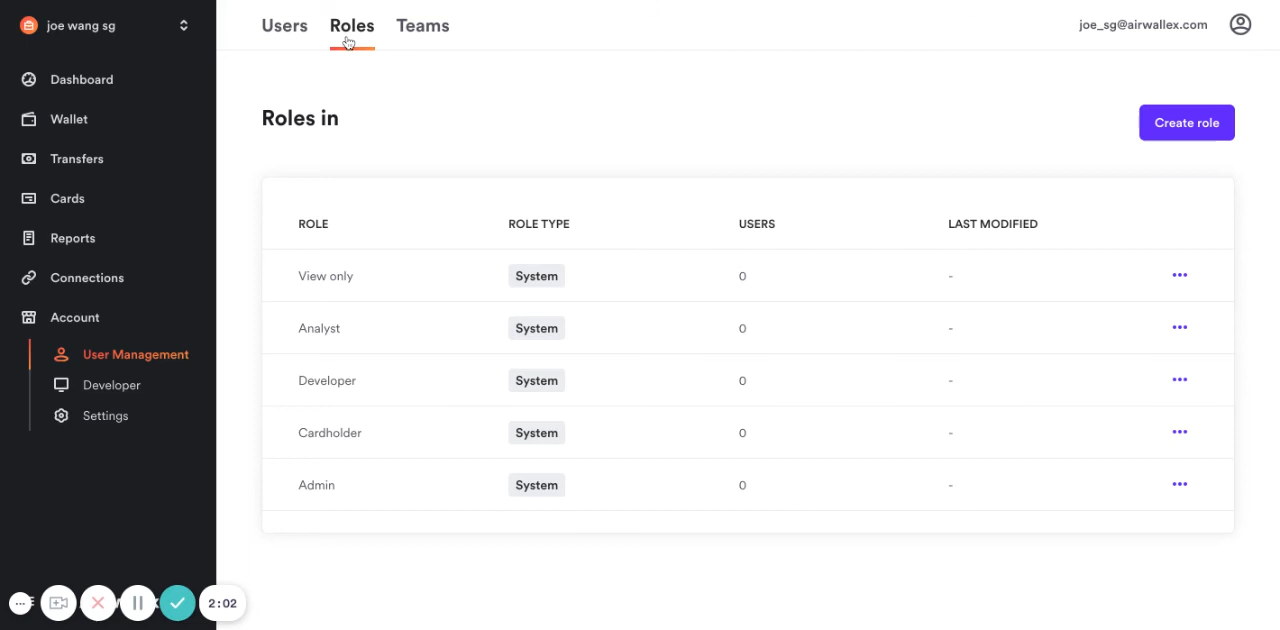 joe wang sg
Users Roles Teams
joe_sg@airwallex.com
Dashboard
Wallet
Transfers
Cards
Reports
Connections
Account
User Management
Developer
Settings
Roles in
Create role
ROLE ROLE TYPE USERS LAST MODIFIED
View only System 0 - •••
Analyst System 0 - •••
Developer System 0 - •••
Cardholder System 0 - •••
Admin System 0 - •••
2:02